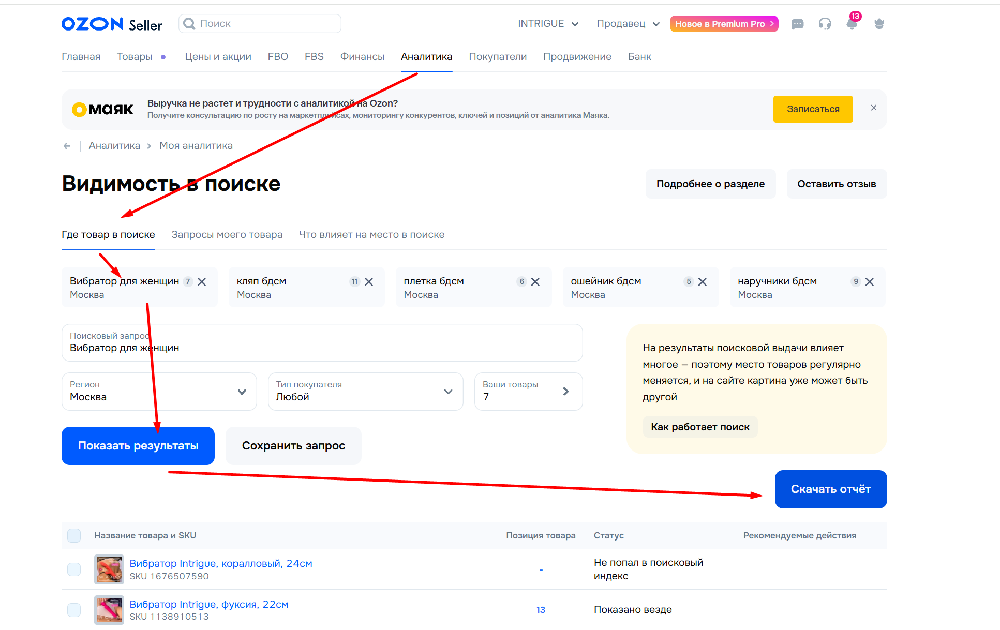 OZON Seller
Поиск
INTRIGUE
Продавец
Новое в Premium Pro
13
Главная
Товары
Цены и акции
FBO
FBS
Финансы
Аналитика
Покупатели
Продвижение
Банк
маяк
Выручка не растет и трудности с аналитикой на Ozon?
Получите консультацию по росту на маркетплейсах, мониторингу конкурентов, ключей и позиций от аналитика Маяка.
Записаться
Аналитика
Моя аналитика
Видимость в поиске
Подробнее о разделе
Оставить отзыв
Где товар в поиске
Запросы моего товара
Что влияет на место в поиске
Вибратор для женщин 7
Москва
кляп бдсм 11
Москва
плетка бдсм 6
Москва
ошейник бдсм 5
Москва
наручники бдсм 9
Москва
Поисковый запрос
Вибратор для женщин
Регион
Москва
Тип покупателя
Любой
Ваши товары
7
На результаты поисковой выдачи влияет
многое — поэтому место товаров регулярно
меняется, и на сайте картина уже может быть
другой
Как работает поиск
Показать результаты
Сохранить запрос
Скачать отчёт
Название товара и SKU
Позиция товара
Статус
Рекомендуемые действия
Вибратор Intrigue, коралловый, 24см
SKU 1676507590
-
Не попал в поисковый
индекс
Вибратор Intrigue, фуксия, 22см
SKU 1138910513
13
Показано везде